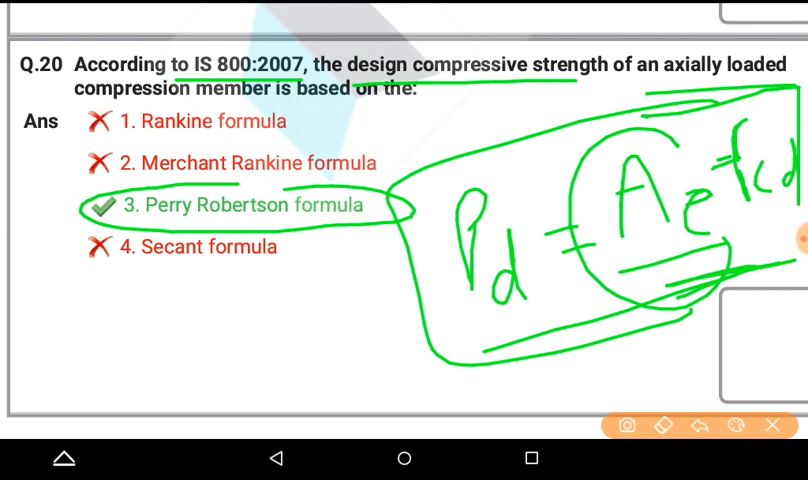 Q.20 According to IS 800:2007, the design compressive strength of an axially loaded
compression member is based on the:
Ans 1. Rankine formula
2. Merchant Rankine formula
3. Perry Robertson formula
4. Secant formula
Pd = Ae fcd